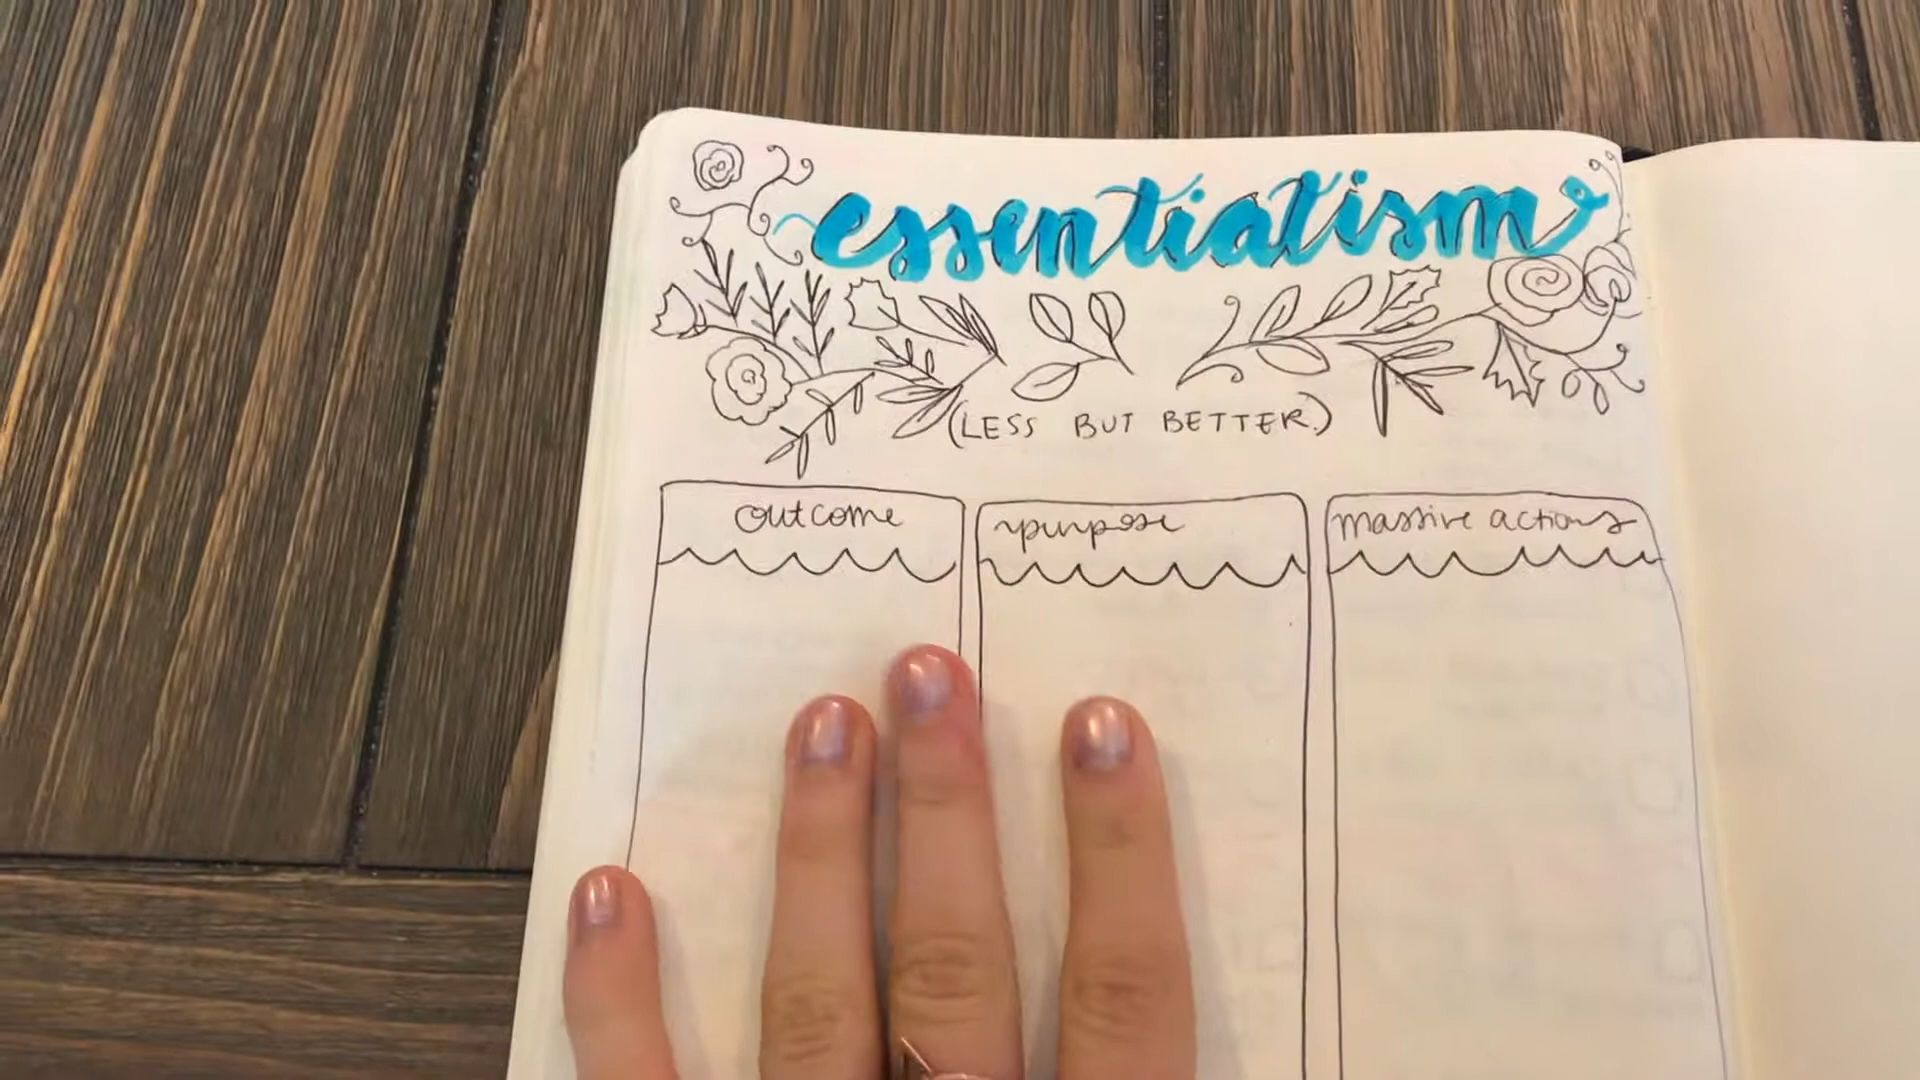 essentialism
(LESS BUT BETTER.)
outcome
purpose
massive actions